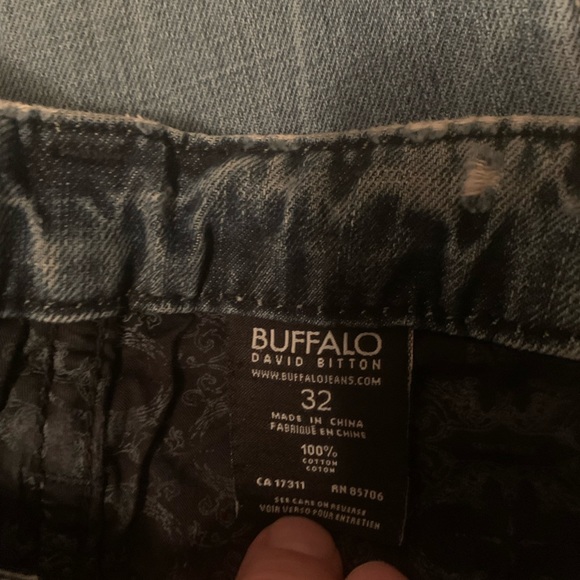 BUFFALO
DAVID BITTON
WWW.BUFFALOJEANS.COM
32
MADE IN CHINA
FABRIQUÉ EN CHINE
100%
COTTON
COTON
CA 17311 RN 85706
SEE CARE ON REVERSE
VOIR VERSO POUR ENTRETIEN